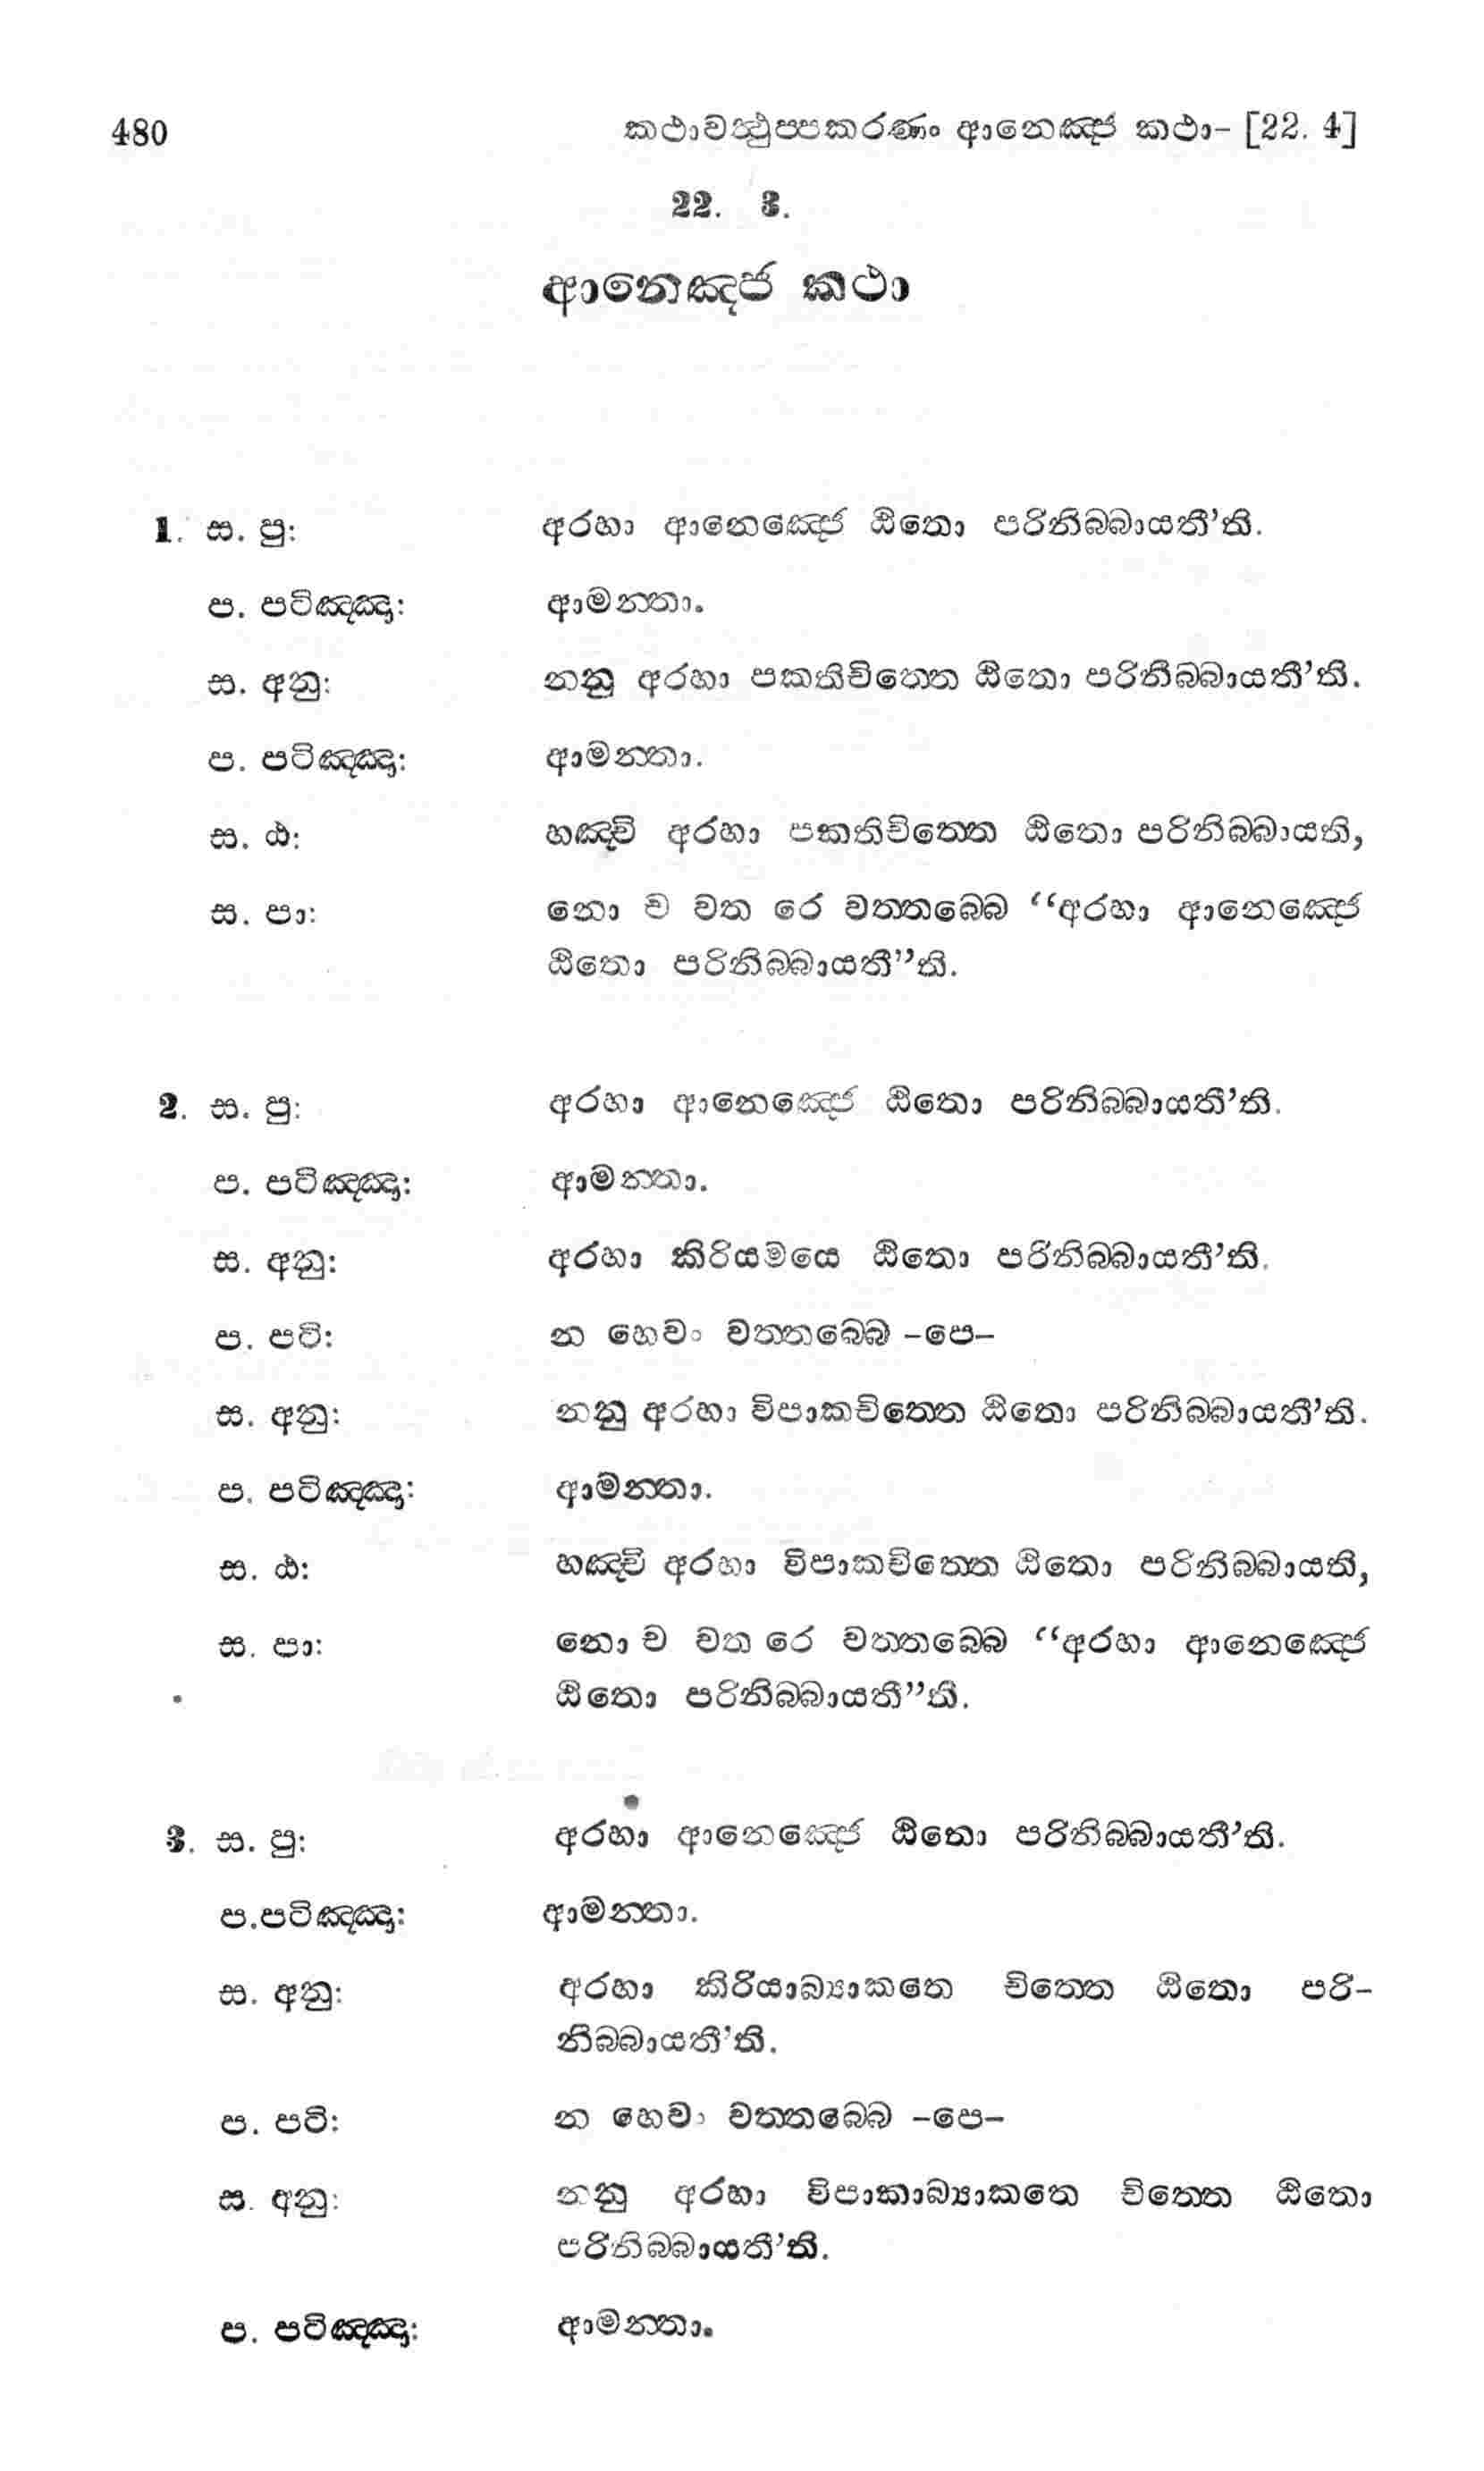 480 කථාවත්‍ථුප‍්පකරණං ආනෙඤ‍්ජ කථා- [22. 4]
22. 3.
ආනෙඤ‍්ජ කථා
1. ස. පු: අරහා ආනෙඤ‍්ජෙ ඨිතො පරිනිබ‍්බායතී’ති.
ප. පටිඤ‍්ඤා: ආමන‍්තා.
ස. අනු: නනු අරහා පකතිචිත‍්තෙ ඨිතො පරිනිබ‍්බායතී’ති.
ප. පටිඤ‍්ඤා: ආමන‍්තා.
ස. ඨ: හඤ‍්චි අරහා පකතිචිත‍්තෙ ඨිතො පරිනිබ‍්බායති,
ස. පා: නො ච වත රෙ වත‍්තබ‍්බෙ “අරහා ආනෙඤ‍්ජෙ
ඨිතො පරිනිබ‍්බායතී”ති.
2. ස. පු: අරහා ආනෙඤ‍්ජෙ ඨිතො පරිනිබ‍්බායතී’ති.
ප. පටිඤ‍්ඤා: ආමන‍්තා.
ස. අනු: අරහා කිරියමයෙ ඨිතො පරිනිබ‍්බායතී’ති.
ප. පටි: න හෙවං වත‍්තබ‍්බෙ -පෙ-
ස. අනු: නනු අරහා විපාකචිත‍්තෙ ඨිතො පරිනිබ‍්බායතී’ති.
ප. පටිඤ‍්ඤා: ආමන‍්තා.
ස. ඨ: හඤ‍්චි අරහා විපාකචිත‍්තෙ ඨිතො පරිනිබ‍්බායති,
ස. පා: නො ච වත රෙ වත‍්තබ‍්බෙ “අරහා ආනෙඤ‍්ජෙ
ඨිතො පරිනිබ‍්බායතී”ති.
3. ස. පු: අරහා ආනෙඤ‍්ජෙ ඨිතො පරිනිබ‍්බායතී’ති.
ප.පටිඤ‍්ඤා: ආමන‍්තා.
ස. අනු: අරහා කිරියාබ්‍යාකතෙ චිත‍්තෙ ඨිතො පරි-
නිබ‍්බායතී’ති.
ප. පටි: න හෙවං වත‍්තබ‍්බෙ -පෙ-
ස. අනු: නනු අරහා විපාකාබ්‍යාකතෙ චිත‍්තෙ ඨිතො
පරිනිබ‍්බායතී’ති.
ප. පටිඤ‍්ඤා: ආමන‍්තා.